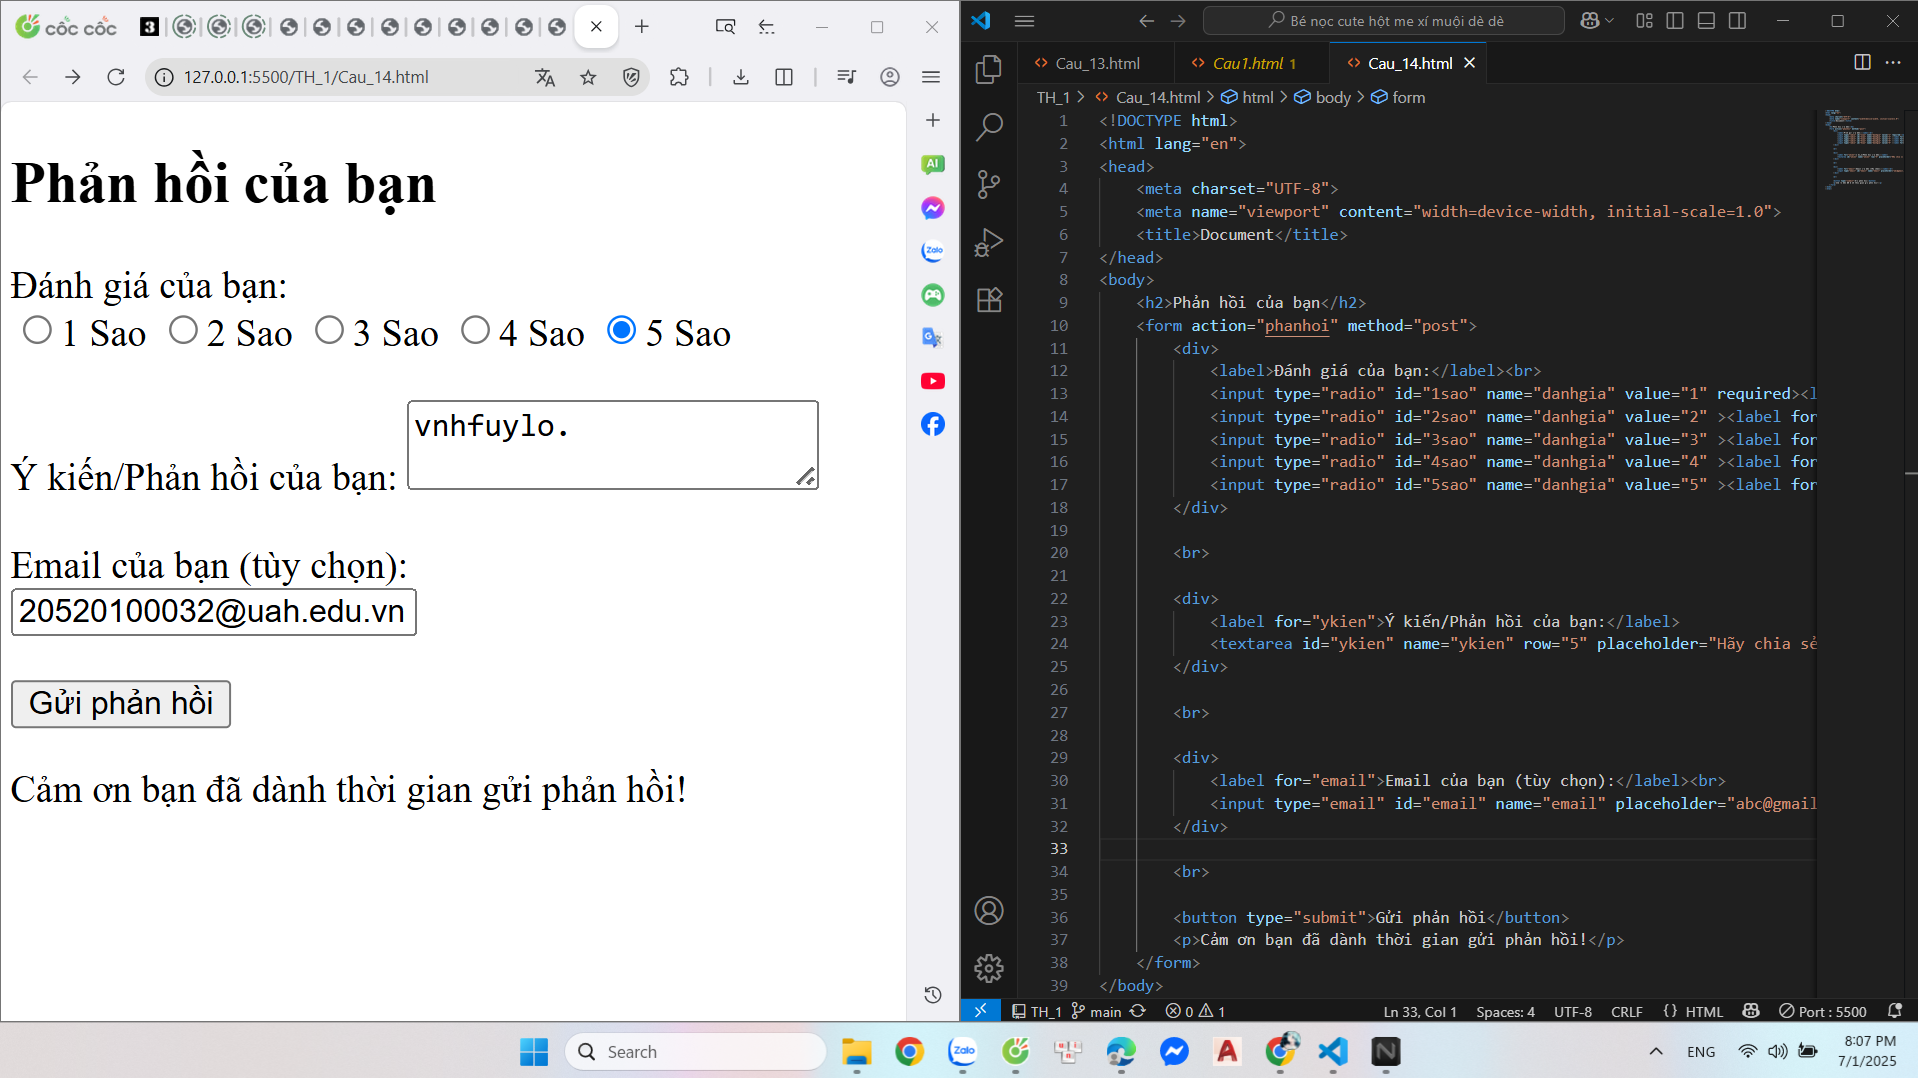 cốc cốc
3
127.0.0.1:5500/TH_1/Cau_14.html
Phản hồi của bạn
Đánh giá của bạn:
1 Sao 2 Sao 3 Sao 4 Sao 5 Sao
vnhfuylo.
Ý kiến/Phản hồi của bạn:
Email của bạn (tùy chọn):
20520100032@uah.edu.vn
Gửi phản hồi
Cảm ơn bạn đã dành thời gian gửi phản hồi!
AI
Zalo
Bé nọc cute hột me xí muội dè dè
Cau_13.html
Cau1.html 1
Cau_14.html
TH_1 > Cau_14.html > html > body > form
1 <!DOCTYPE html>
2 <html lang="en">
3 <head>
4 <meta charset="UTF-8">
5 <meta name="viewport" content="width=device-width, initial-scale=1.0">
6 <title>Document</title>
7 </head>
8 <body>
9 <h2>Phản hồi của bạn</h2>
10 <form action="phanhoi" method="post">
11 <div>
12 <label>Đánh giá của bạn:</label><br>
13 <input type="radio" id="1sao" name="danhgia" value="1" required><l
14 <input type="radio" id="2sao" name="danhgia" value="2" ><label for
15 <input type="radio" id="3sao" name="danhgia" value="3" ><label for
16 <input type="radio" id="4sao" name="danhgia" value="4" ><label for
17 <input type="radio" id="5sao" name="danhgia" value="5" ><label for
18 </div>
19
20 <br>
21
22 <div>
23 <label for="ykien">Ý kiến/Phản hồi của bạn:</label>
24 <textarea id="ykien" name="ykien" row="5" placeholder="Hãy chia sẻ
25 </div>
26
27 <br>
28
29 <div>
30 <label for="email">Email của bạn (tùy chọn):</label><br>
31 <input type="email" id="email" name="email" placeholder="abc@gmail
32 </div>
33
34 <br>
35
36 <button type="submit">Gửi phản hồi</button>
37 <p>Cảm ơn bạn đã dành thời gian gửi phản hồi!</p>
38 </form>
39 </body>
TH_1 main 0 1 Ln 33, Col 1 Spaces: 4 UTF-8 CRLF {} HTML Port : 5500
Search
Zalo
ENG
8:07 PM
7/1/2025